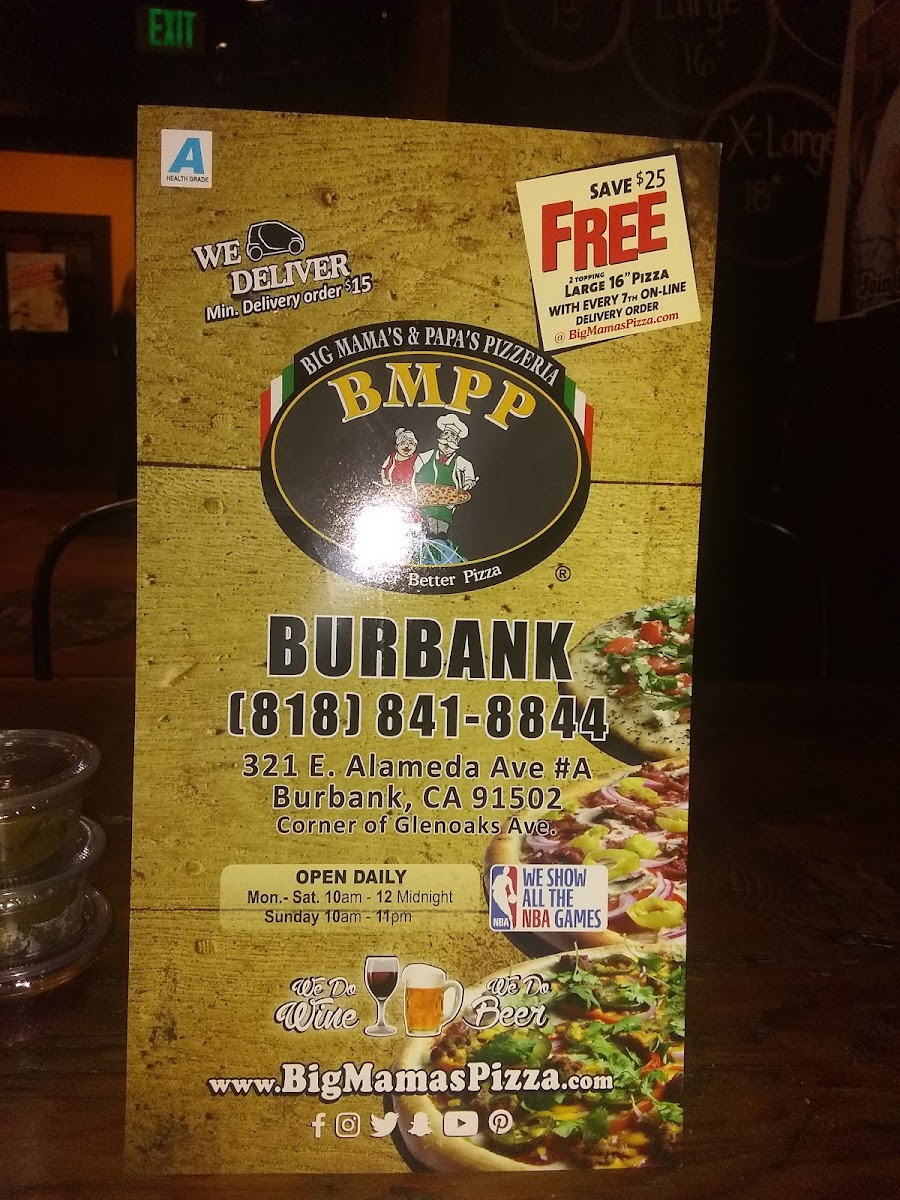 EXIT
Large
16"
X-Large
18"
A
HEALTH GRADE
WE
DELIVER
Min. Delivery order $15
SAVE $25
FREE
2 TOPPING
LARGE 16" PIZZA
WITH EVERY 7TH ON-LINE
DELIVERY ORDER
@ BigMamasPizza.com
BIG MAMA'S & PAPA'S PIZZERIA
BMPP
Better Pizza
®
BURBANK
(818) 841-8844
321 E. Alameda Ave #A
Burbank, CA 91502
Corner of Glenoaks Ave.
OPEN DAILY
Mon.- Sat. 10am - 12 Midnight
Sunday 10am - 11pm
NBA
WE SHOW
ALL THE
NBA GAMES
We Do
Wine
We Do
Beer
www.BigMamasPizza.com